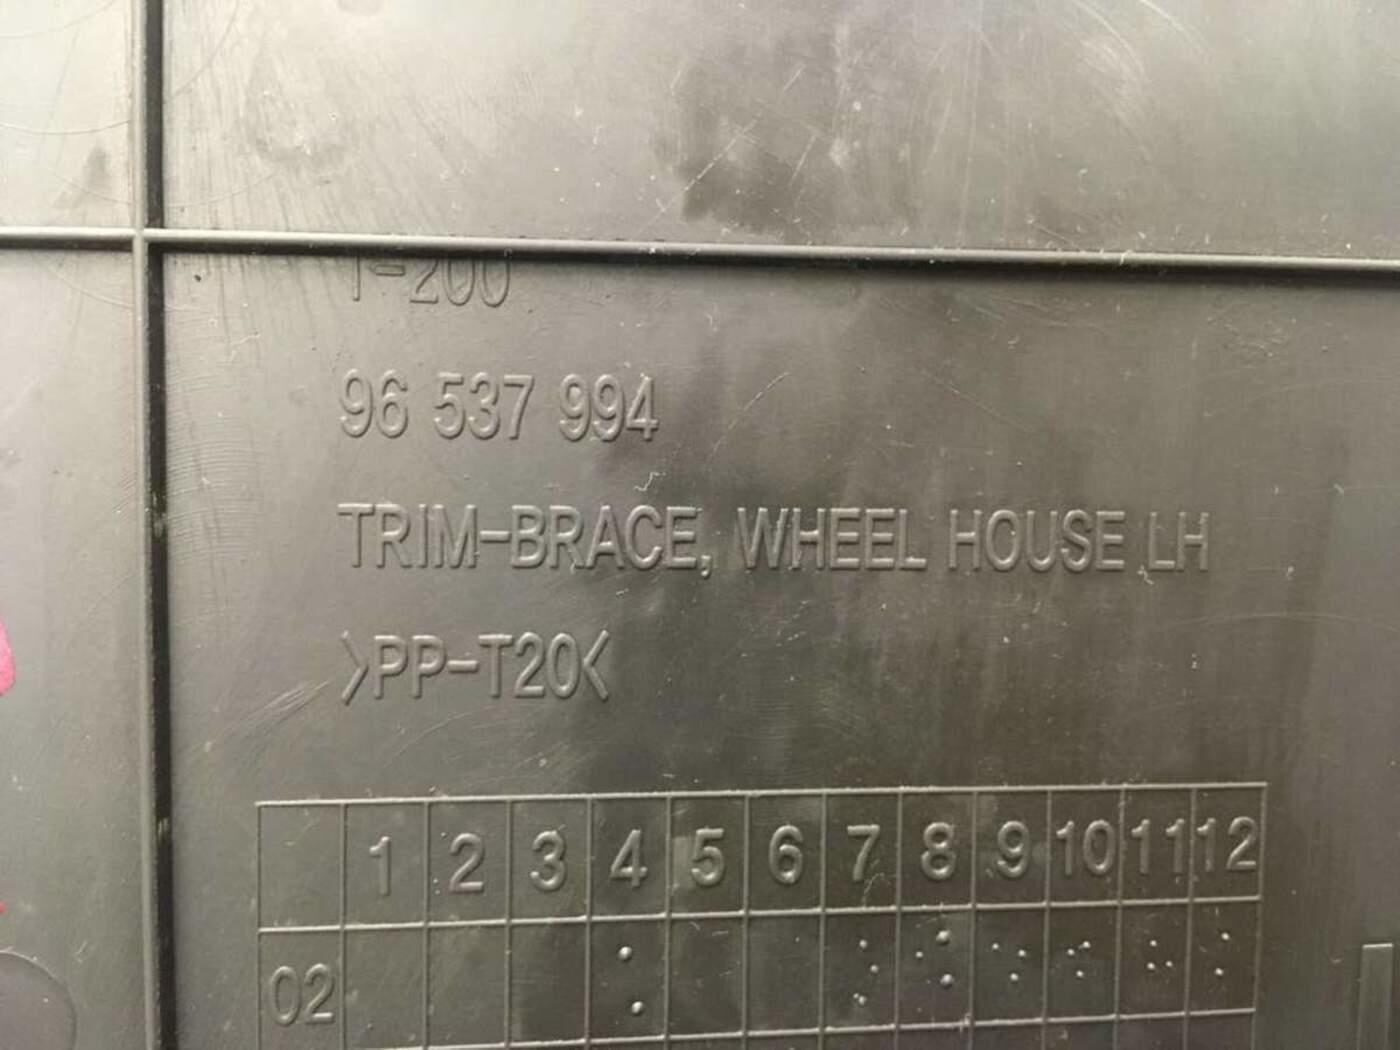 T-200
96 537 994
TRIM-BRACE, WHEEL HOUSE LH
>PP-T20<
1 2 3 4 5 6 7 8 9 10 11 12
02